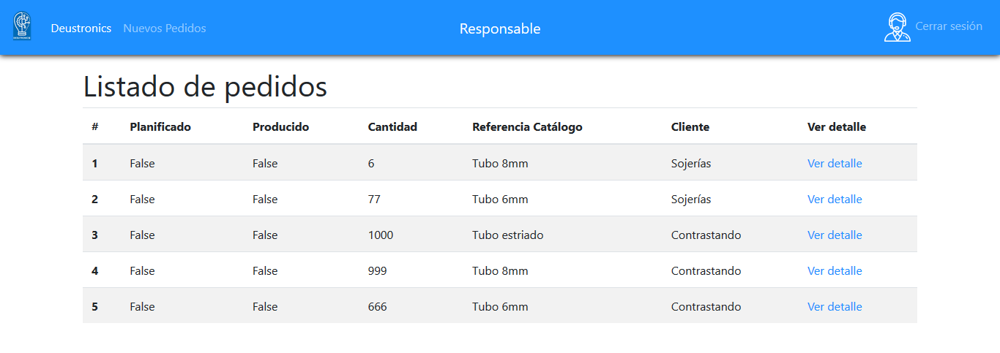 DEUSTRONICS
Deustronics Nuevos Pedidos Responsable Cerrar sesión
Listado de pedidos
# Planificado Producido Cantidad Referencia Catálogo Cliente Ver detalle
1 False False 6 Tubo 8mm Sojerías Ver detalle
2 False False 77 Tubo 6mm Sojerías Ver detalle
3 False False 1000 Tubo estriado Contrastando Ver detalle
4 False False 999 Tubo 8mm Contrastando Ver detalle
5 False False 666 Tubo 6mm Contrastando Ver detalle